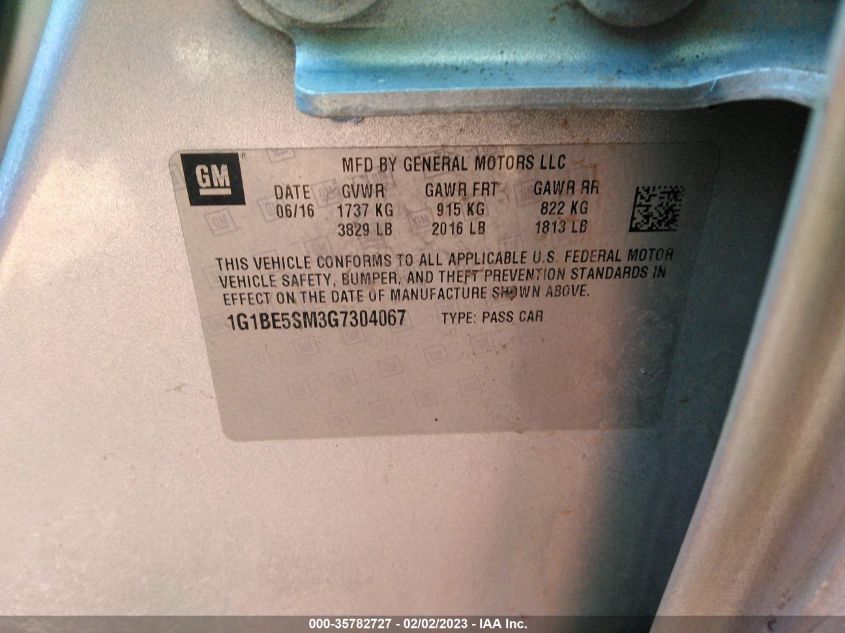 GM
MFD BY GENERAL MOTORS LLC
DATE GVWR GAWR FRT GAWR RR
06/16 1737 KG 915 KG 822 KG
3829 LB 2016 LB 1813 LB
THIS VEHICLE CONFORMS TO ALL APPLICABLE U.S. FEDERAL MOTOR
VEHICLE SAFETY, BUMPER, AND THEFT PREVENTION STANDARDS IN
EFFECT ON THE DATE OF MANUFACTURE SHOWN ABOVE.
1G1BE5SM3G7304067 TYPE: PASS CAR
000-35782727 - 02/02/2023 - IAA Inc.